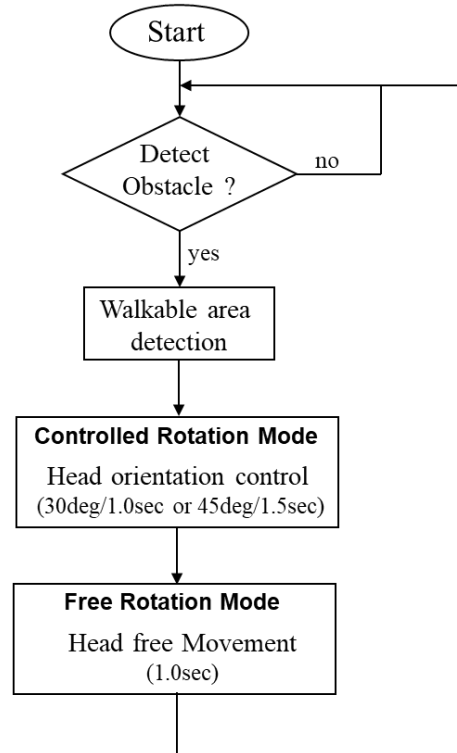 Start
Detect
Obstacle ?
no
yes
Walkable area
detection
Controlled Rotation Mode
Head orientation control
(30deg/1.0sec or 45deg/1.5sec)
Free Rotation Mode
Head free Movement
(1.0sec)